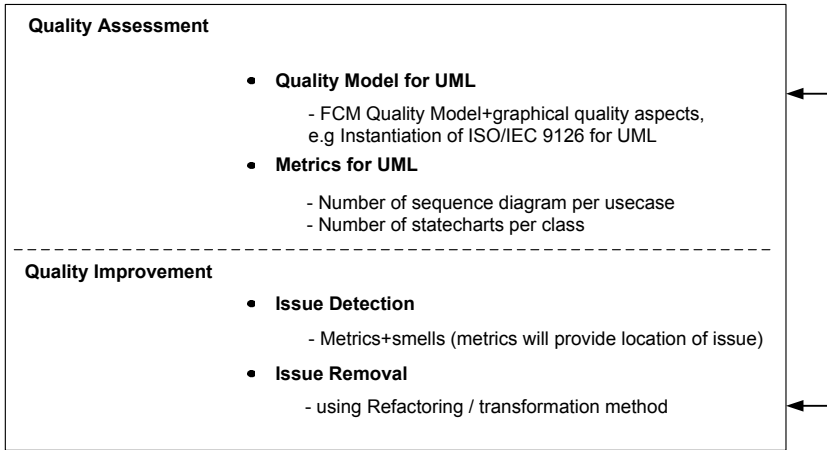 Quality Assessment
• Quality Model for UML
- FCM Quality Model+graphical quality aspects,
e.g Instantiation of ISO/IEC 9126 for UML
• Metrics for UML
- Number of sequence diagram per usecase
- Number of statecharts per class
Quality Improvement
• Issue Detection
- Metrics+smells (metrics will provide location of issue)
• Issue Removal
- using Refactoring / transformation method